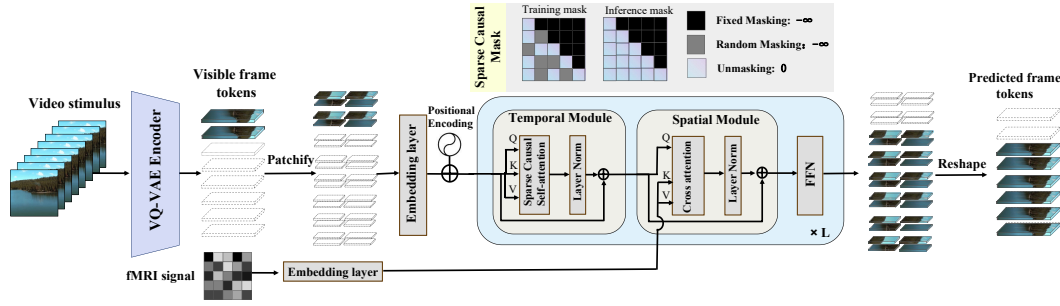 Sparse Causal
Mask
Training mask
Inference mask
Fixed Masking: -∞
Random Masking: -∞
Unmasking: 0
Video stimulus
VQ-VAE Encoder
Visible frame
tokens
Patchify
Embedding layer
Positional
Encoding
Temporal Module
Q
K
V
Sparse Causal
Self-attention
Layer Norm
Spatial Module
Q
K
V
Cross attention
Layer Norm
FFN
× L
Reshape
Predicted frame
tokens
fMRI signal
Embedding layer